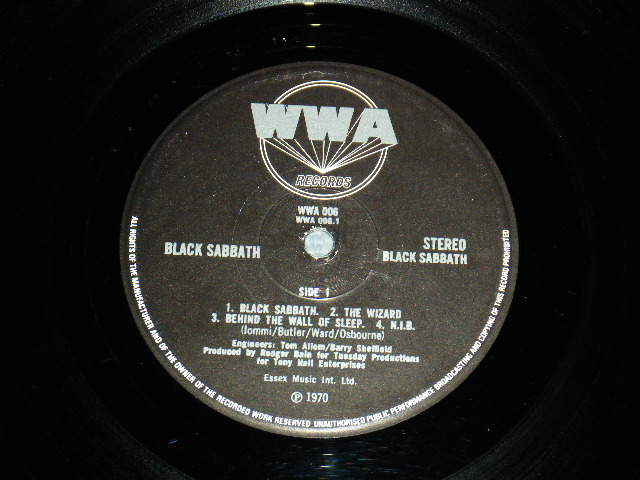 WWA
RECORDS
WWA 006
WWA 006.1
BLACK SABBATH
STEREO
BLACK SABBATH
SIDE 1
1. BLACK SABBATH. 2. THE WIZARD
3. BEHIND THE WALL OF SLEEP. 4. N.I.B.
(Iommi/Butler/Ward/Osbourne)
Engineers: Tom Allom/Barry Sheffield
Produced by Rodger Bain for Tuesday Productions
for Tony Hall Enterprises
Essex Music Int. Ltd.
Ⓟ 1970
ALL RIGHTS OF THE MANUFACTURER AND OF THE OWNER OF THE RECORDED WORK RESERVED UNAUTHORISED PUBLIC PERFORMANCE BROADCASTING AND COPYING OF THIS RECORD PROHIBITED